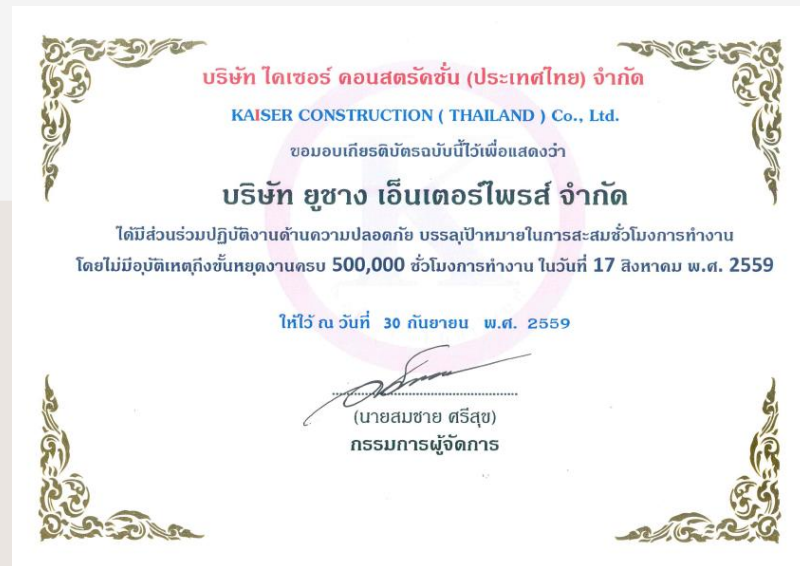 บริษัท ไคเซอร์ คอนสตรัคชั่น (ประเทศไทย) จำกัด
KAISER CONSTRUCTION ( THAILAND ) Co., Ltd.
ขอมอบเกียรติบัตรฉบับนี้ไว้เพื่อแสดงว่า
บริษัท ยูชาง เอ็นเตอร์ไพรส์ จำกัด
ได้มีส่วนร่วมปฏิบัติงานด้านความปลอดภัย บรรลุเป้าหมายในการสะสมชั่วโมงการทำงาน
โดยไม่มีอุบัติเหตุถึงขั้นหยุดงานครบ 500,000 ชั่วโมงการทำงาน ในวันที่ 17 สิงหาคม พ.ศ. 2559
ให้ไว้ ณ วันที่ 30 กันยายน พ.ศ. 2559
(นายสมชาย ศรีสุข)
กรรมการผู้จัดการ